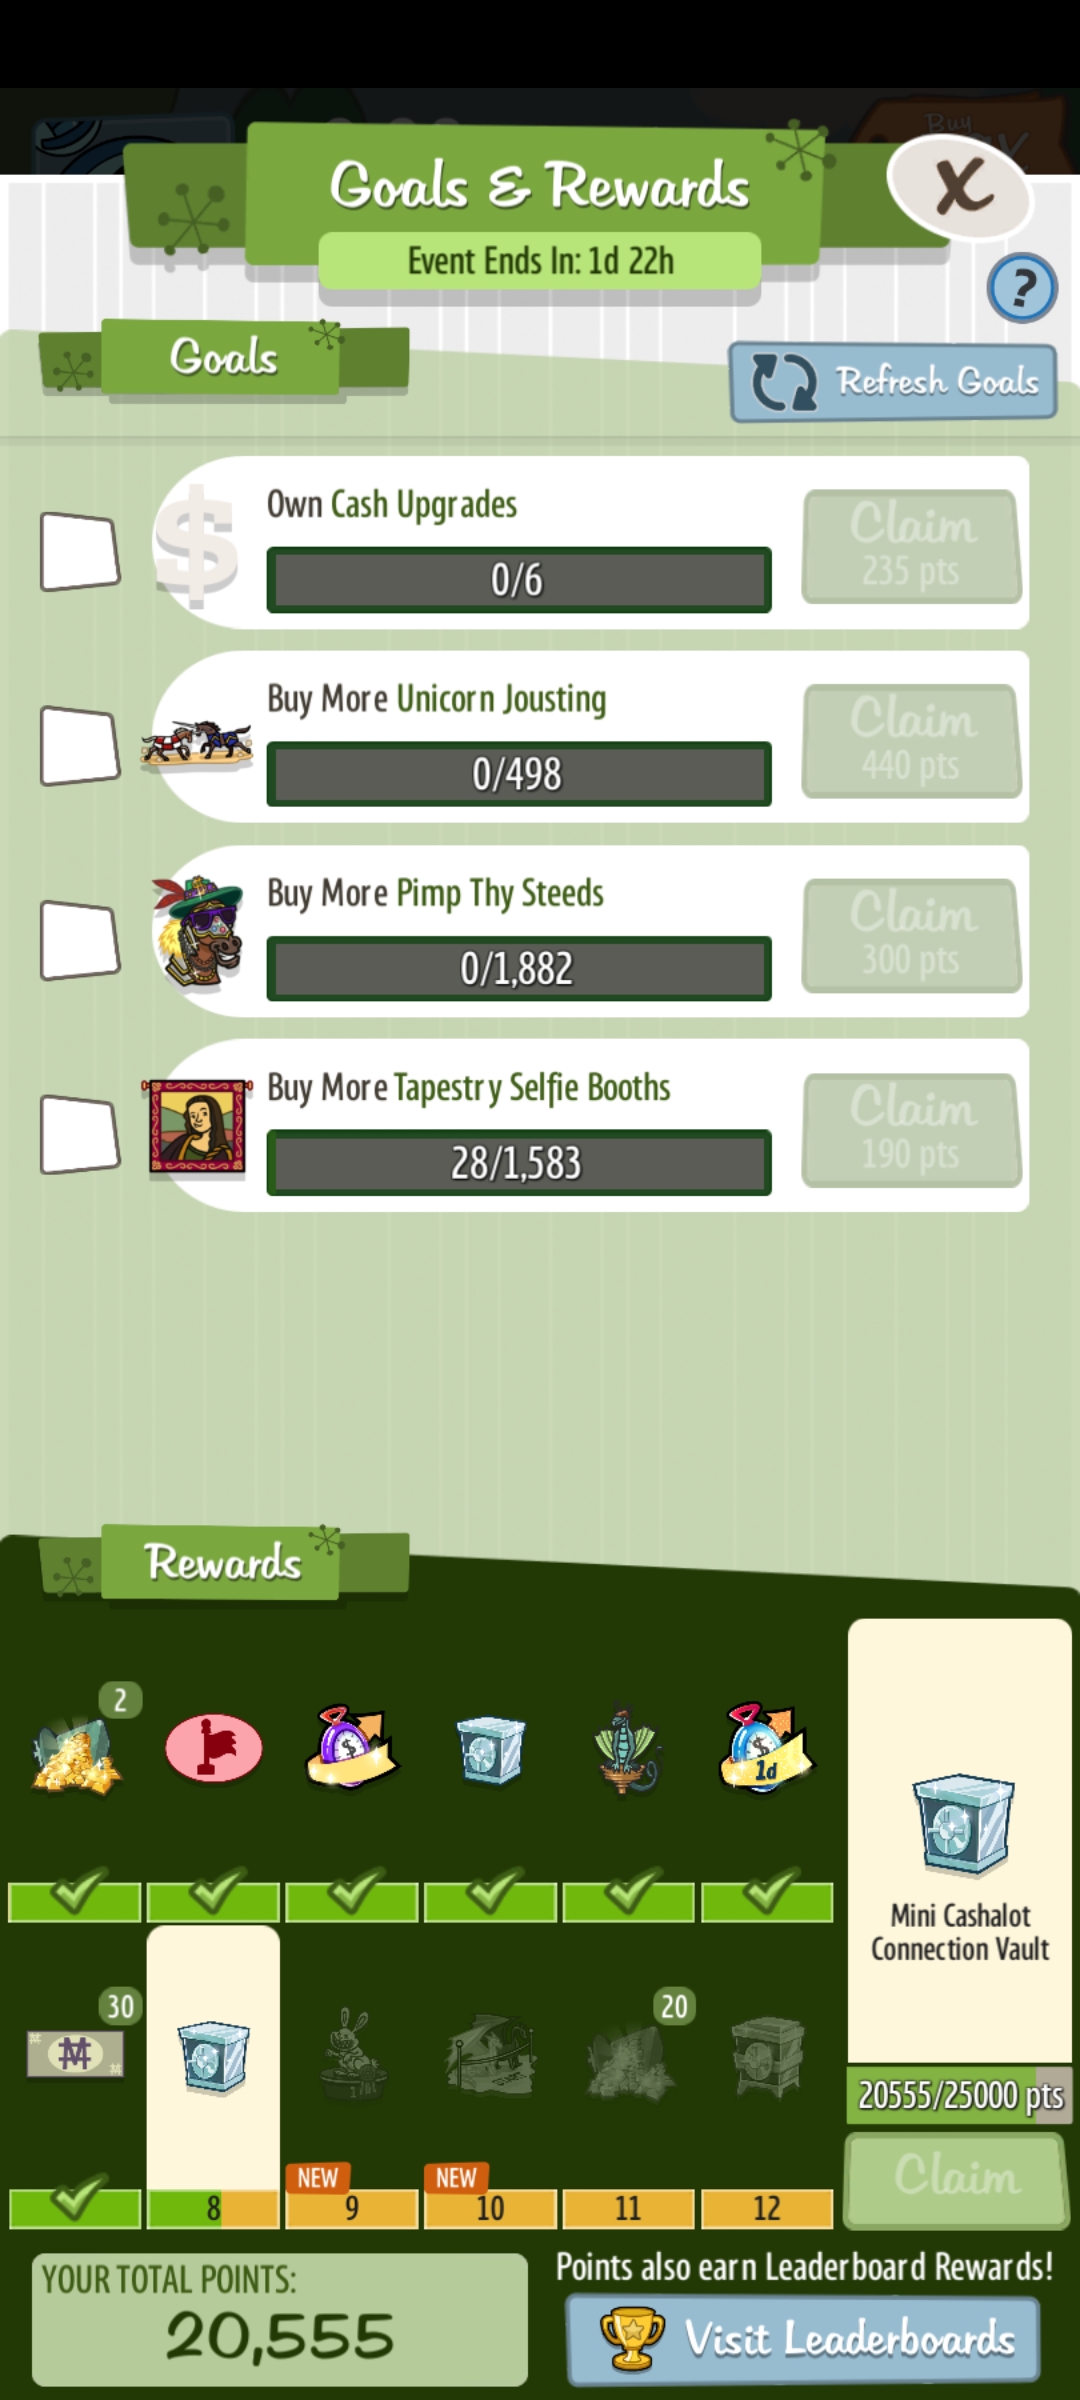 Buy
Goals & Rewards
X
Event Ends In: 1d 22h
?
Goals
Refresh Goals
$
Own Cash Upgrades
0/6
Claim
235 pts
Buy More Unicorn Jousting
0/498
Claim
440 pts
Buy More Pimp Thy Steeds
0/1,882
Claim
300 pts
Buy More Tapestry Selfie Booths
28/1,583
Claim
190 pts
Rewards
2
1d
Mini Cashalot
Connection Vault
30
20
20555/25000 pts
Claim
NEW
NEW
8
9
10
11
12
YOUR TOTAL POINTS:
20,555
Points also earn Leaderboard Rewards!
Visit Leaderboards